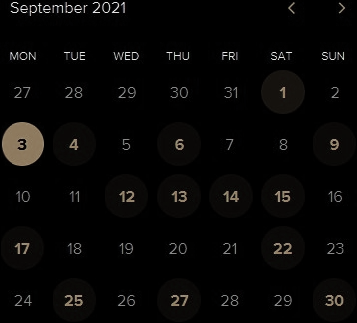 September 2021
MON TUE WED THU FRI SAT SUN
27 28 29 30 31 1 2
3 4 5 6 7 8 9
10 11 12 13 14 15 16
17 18 19 20 21 22 23
24 25 26 27 28 29 30